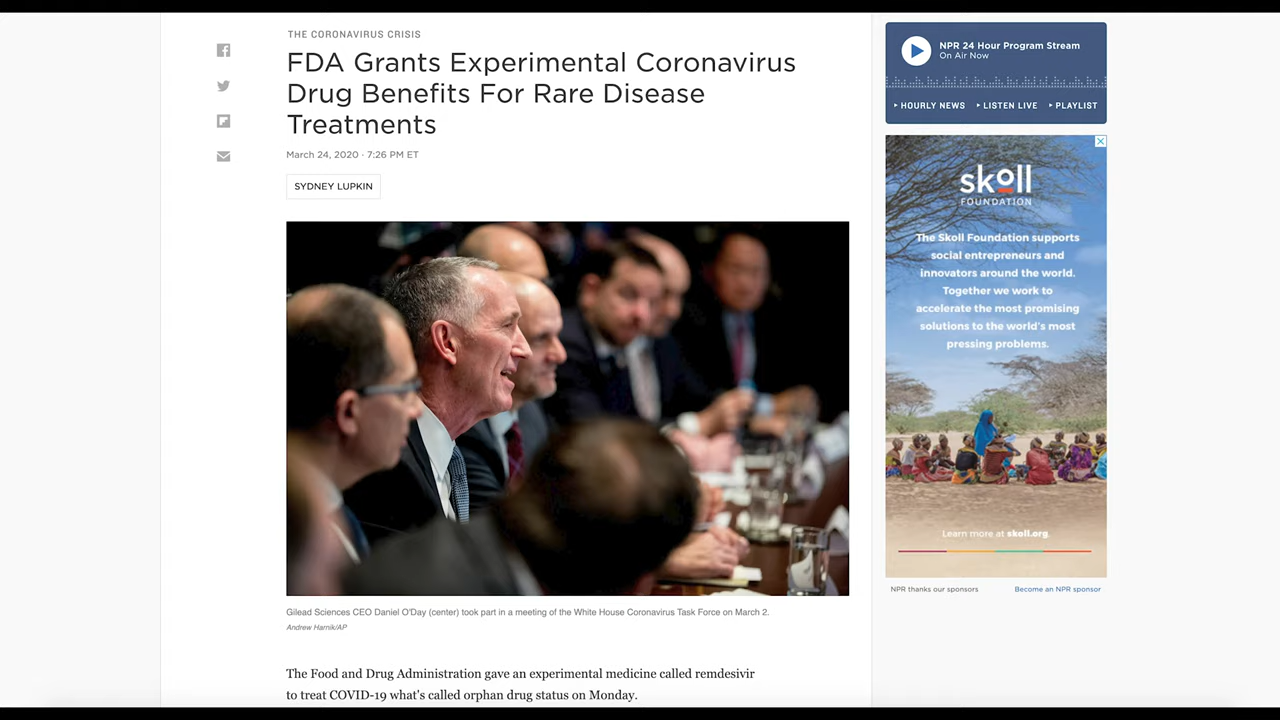 THE CORONAVIRUS CRISIS
FDA Grants Experimental Coronavirus
Drug Benefits For Rare Disease
Treatments
March 24, 2020 · 7:26 PM ET
SYDNEY LUPKIN
Gilead Sciences CEO Daniel O'Day (center) took part in a meeting of the White House Coronavirus Task Force on March 2.
Andrew Harnik/AP
The Food and Drug Administration gave an experimental medicine called remdesivir
to treat COVID-19 what's called orphan drug status on Monday.
NPR 24 Hour Program Stream
On Air Now
HOURLY NEWS LISTEN LIVE PLAYLIST
skoll
FOUNDATION
The Skoll Foundation supports
social entrepreneurs and
innovators around the world.
Together we work to
accelerate the most promising
solutions to the world's most
pressing problems.
Learn more at skoll.org.
NPR thanks our sponsors
Become an NPR sponsor